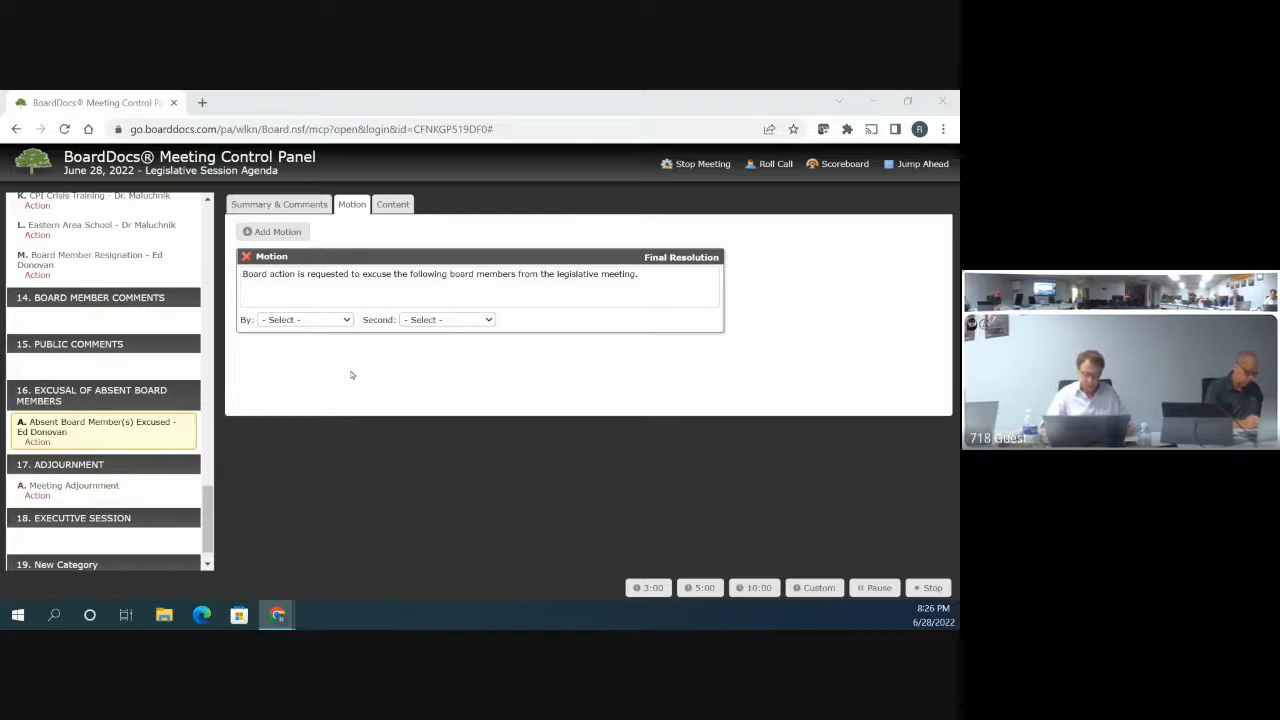 BoardDocs® Meeting Control Pa
go.boarddocs.com/pa/wlkn/Board.nsf/mcp?open&login&id=CFNKGP519DF0#
R
BoardDocs® Meeting Control Panel
June 28, 2022 - Legislative Session Agenda
Stop Meeting
Roll Call
Scoreboard
Jump Ahead
K. CPI Crisis Training - Dr. Maluchnik
Action
L. Eastern Area School - Dr Maluchnik
Action
M. Board Member Resignation - Ed
Donovan
Action
14. BOARD MEMBER COMMENTS
15. PUBLIC COMMENTS
16. EXCUSAL OF ABSENT BOARD
MEMBERS
A. Absent Board Member(s) Excused -
Ed Donovan
Action
17. ADJOURNMENT
A. Meeting Adjournment
Action
18. EXECUTIVE SESSION
19. New Category
Summary & Comments
Motion
Content
Add Motion
Motion
Final Resolution
Board action is requested to excuse the following board members from the legislative meeting.
By: - Select - Second: - Select -
718 Guest
3:00
5:00
10:00
Custom
Pause
Stop
8:26 PM
6/28/2022